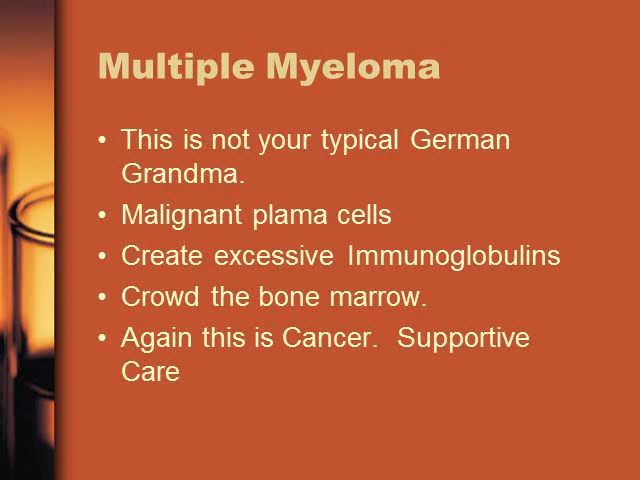 Multiple Myeloma
• This is not your typical German
Grandma.
• Malignant plama cells
• Create excessive Immunoglobulins
• Crowd the bone marrow.
• Again this is Cancer.  Supportive
Care